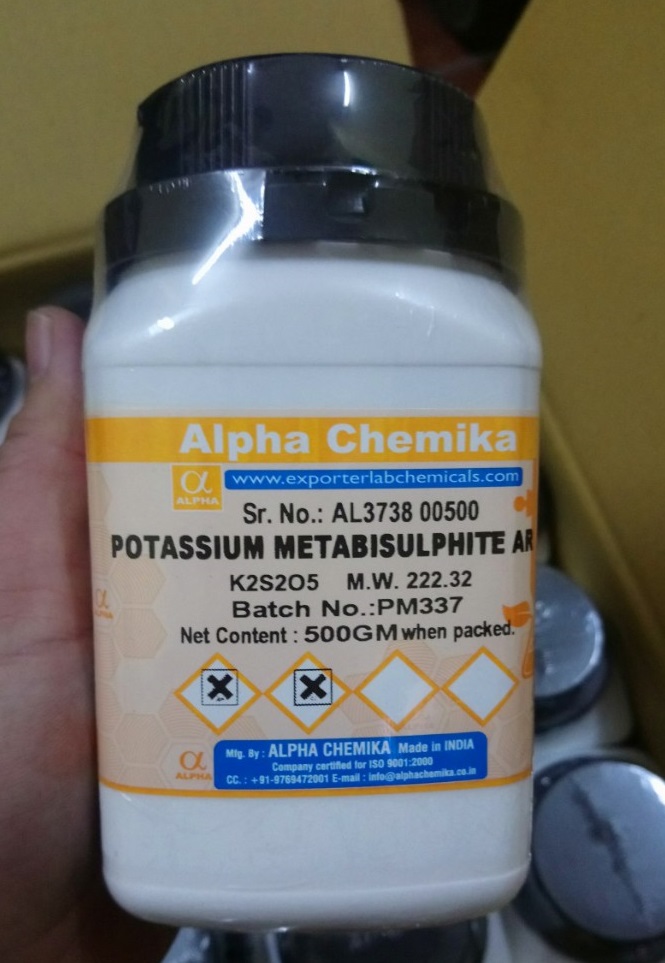 Alpha Chemika
α
ALPHA
www.exporterlabchemicals.com
Sr. No.: AL3738 00500
POTASSIUM METABISULPHITE AR
K2S2O5 M.W. 222.32
Batch No.:PM337
Net Content : 500GM when packed.
α
ALPHA
Mfg. By : ALPHA CHEMIKA Made in INDIA
Company certified for ISO 9001:2000
CC. : +91-9769472001 E-mail : info@alphachemika.co.in